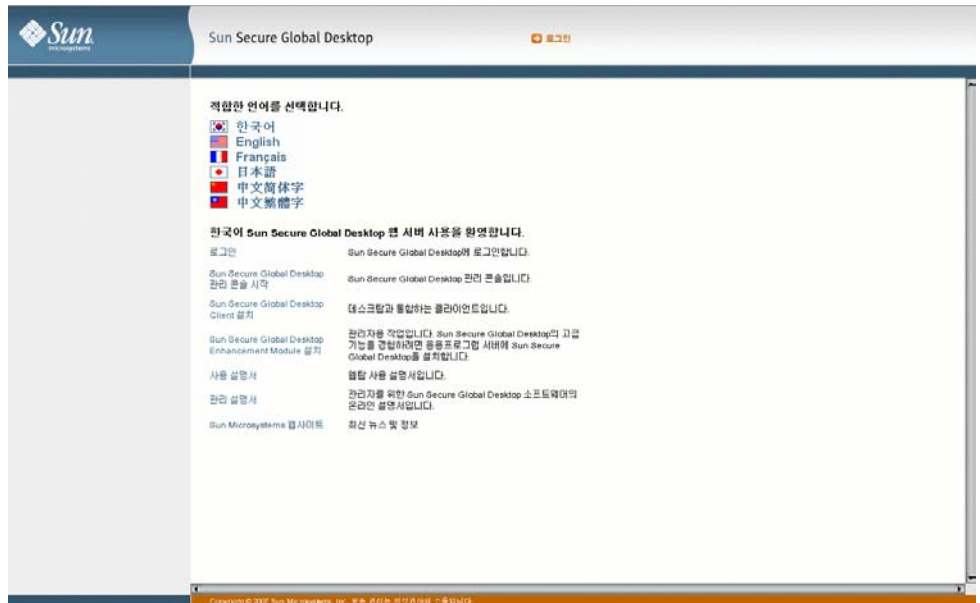 Sun
microsystems
Sun Secure Global Desktop
로그인
적합한 언어를 선택합니다.
한국어
English
Français
日本語
中文简体字
中文繁體字
한국어 Sun Secure Global Desktop 웹 서버 사용을 환영합니다.
로그인
Sun Secure Global Desktop에 로그인합니다.
Sun Secure Global Desktop
관리 콘솔 시작
Sun Secure Global Desktop 관리 콘솔입니다.
Sun Secure Global Desktop
Client 설치
데스크탑과 통합하는 클라이언트입니다.
Sun Secure Global Desktop
Enhancement Module 설치
관리자용 작업입니다. Sun Secure Global Desktop의 고급
기능를 경험하려면 응용프로그램 서버에 Sun Secure
Global Desktop를 설치합니다.
사용 설명서
웹탑 사용 설명서입니다.
관리 설명서
관리자를 위한 Sun Secure Global Desktop 소프트웨어의
온라인 설명서입니다.
Sun Microsystems 웹 사이트
최신 뉴스 및 정보
Copyright © 2007 Sun Microsystems, Inc. 모든 권리는